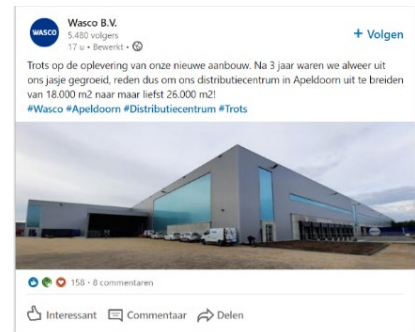 WASCO
Wasco B.V.
5.480 volgers
17 u • Bewerkt •
+ Volgen
Trots op de oplevering van onze nieuwe aanbouw. Na 3 jaar waren we alweer uit
ons jasje gegroeid, reden dus om ons distributiecentrum in Apeldoorn uit te breiden
van 18.000 m2 naar maar liefst 26.000 m2!
#Wasco #Apeldoorn #Distributiecentrum #Trots
158 • 8 commentaren
Interessant Commentaar Delen